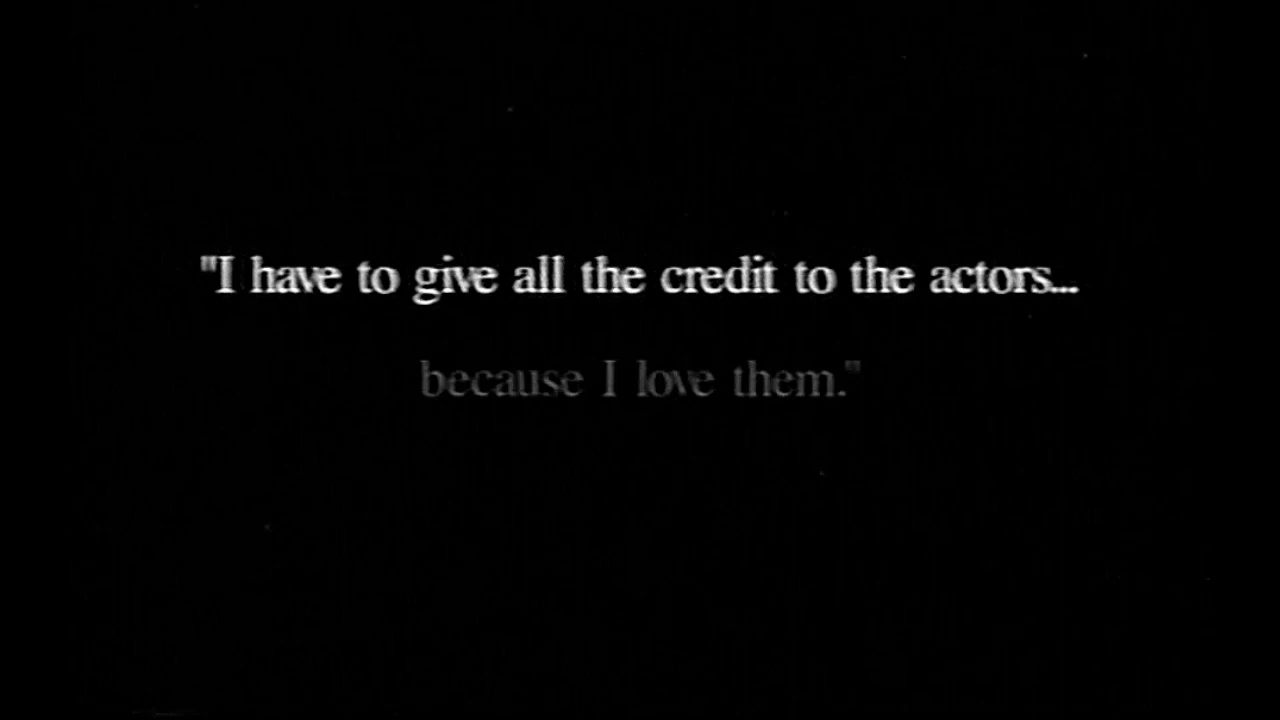 "I have to give all the credit to the actors...
because I love them."